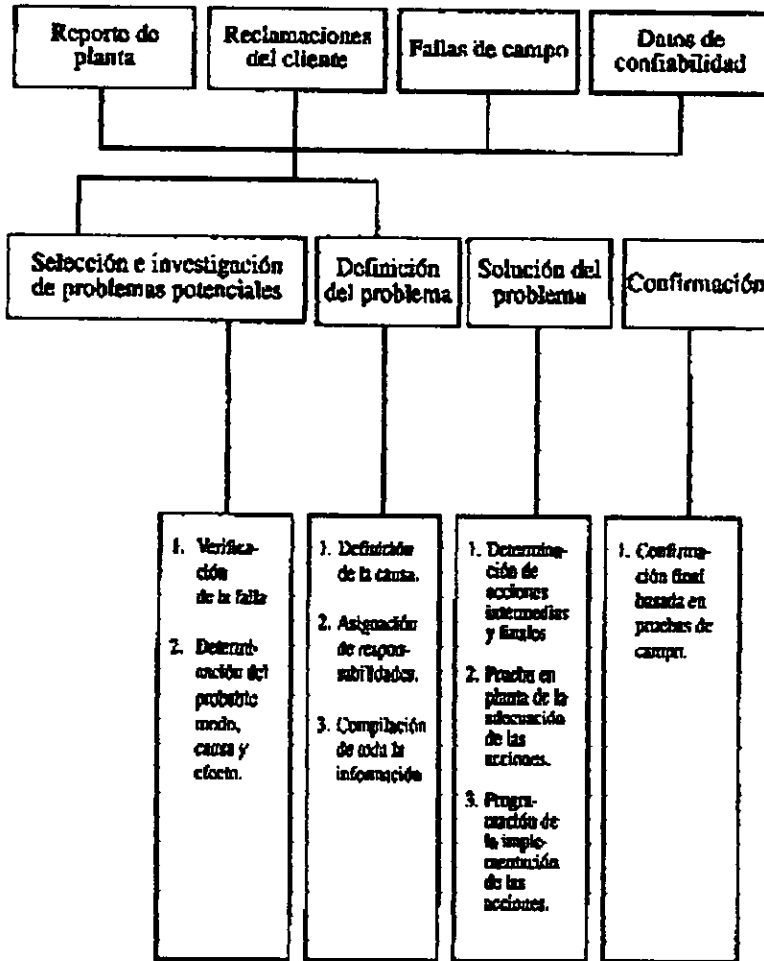 Reporte de
planta
Reclamaciones
del cliente
Fallas de campo
Datos de
confiabilidad
Selección e investigación
de problemas potenciales
Definición
del problema
Solución del
problema
Confirmación
1. Verifica-
ción
de la falla
2. Determi-
nación del
probable
modo,
causa y
efecto.
1. Definición
de la causa.
2. Asignación
de respon-
sabilidades.
3. Compilación
de toda la
información
1. Determina-
ción de
acciones
intermedias
y finales
2. Prueba en
planta de la
adecuación
de las
acciones.
3. Progra-
mación de
la imple-
mentación
de las
acciones.
1. Confirma-
ción final
basada en
pruebas de
campo.